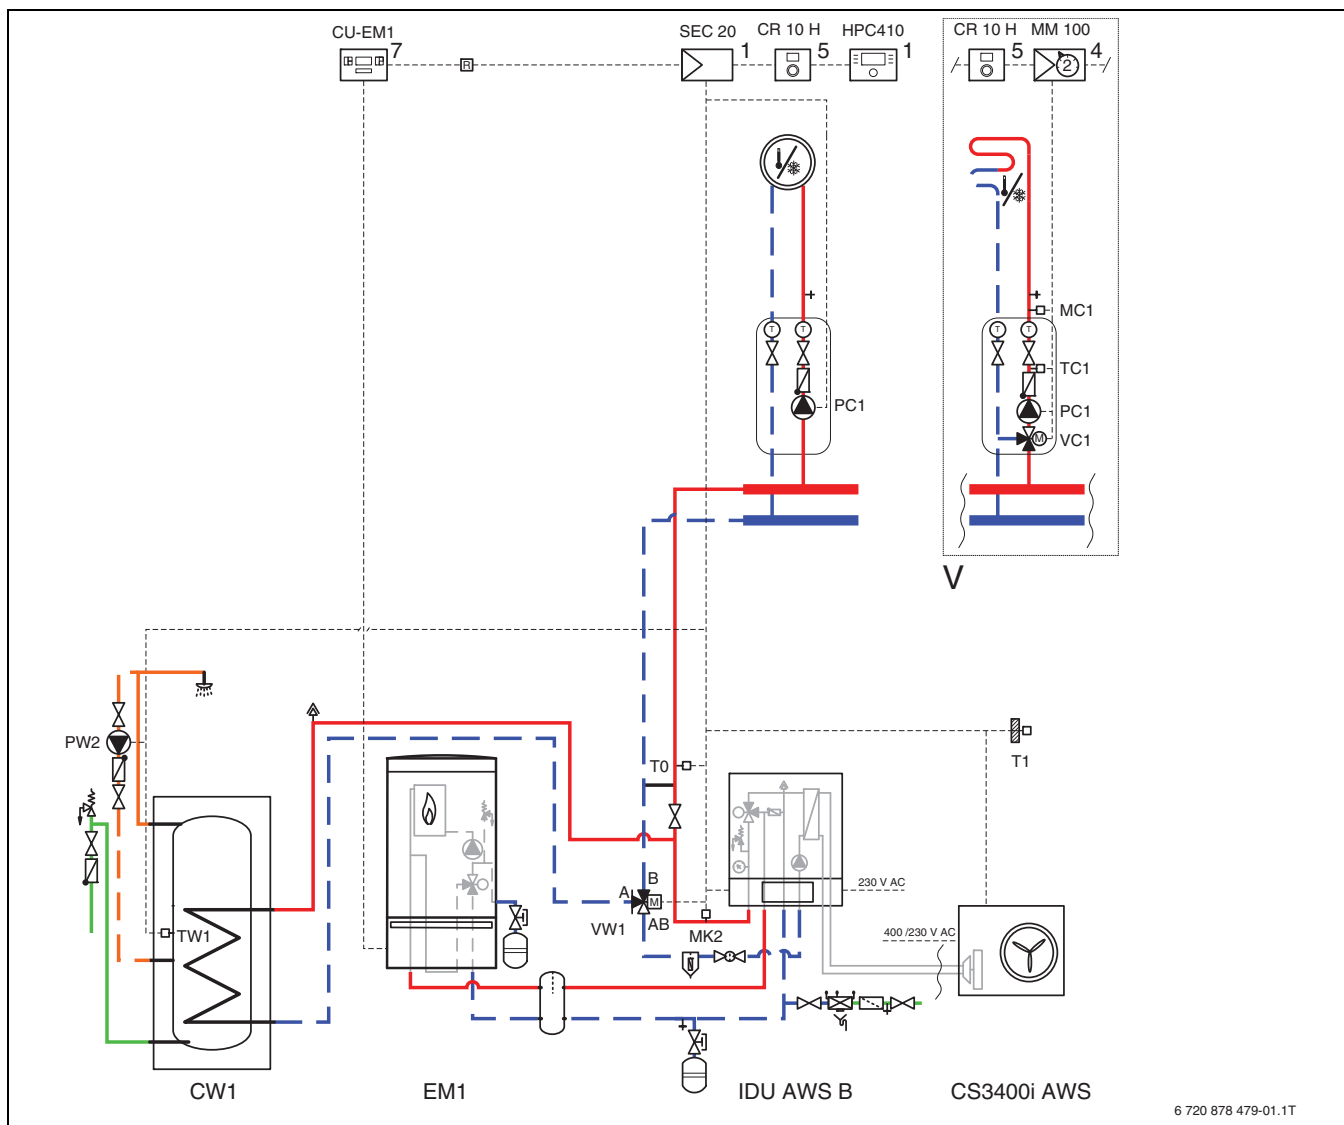 CU-EM1
7
R
SEC 20
1
CR 10 H
5
HPC410
1
CR 10 H
5
MM 100
2
4
T T
PC1
T T
MC1
TC1
PC1
VC1
M
V
PW2
T0
T1
230 V AC
400 /230 V AC
A
B
M
AB
VW1
MK2
TW1
CW1
EM1
IDU AWS B
CS3400i AWS
6 720 878 479-01.1T